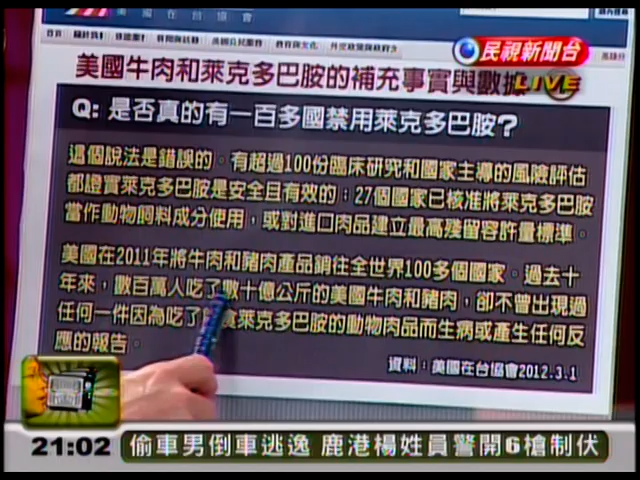 美國在台協會
美國牛肉和萊克多巴胺的補充事實與數據
民視新聞台
LIVE
Q: 是否真的有一百多國禁用萊克多巴胺?
這個說法是錯誤的。有超過100份臨床研究和國家主導的風險評估
都證實萊克多巴胺是安全且有效的;27個國家已核准將萊克多巴胺
當作動物飼料成分使用,或對進口肉品建立最高殘留容許量標準。
美國在2011年將牛肉和豬肉產品銷往全世界100多個國家。過去十
年來,數百萬人吃了數十億公斤的美國牛肉和豬肉,卻不曾出現過
任何一件因為吃了萊克多巴胺的動物肉品而生病或產生任何反
應的報告。
資料:美國在台協會2012.3.1
21:02
偷車男倒車逃逸 鹿港楊姓員警開6槍制伏